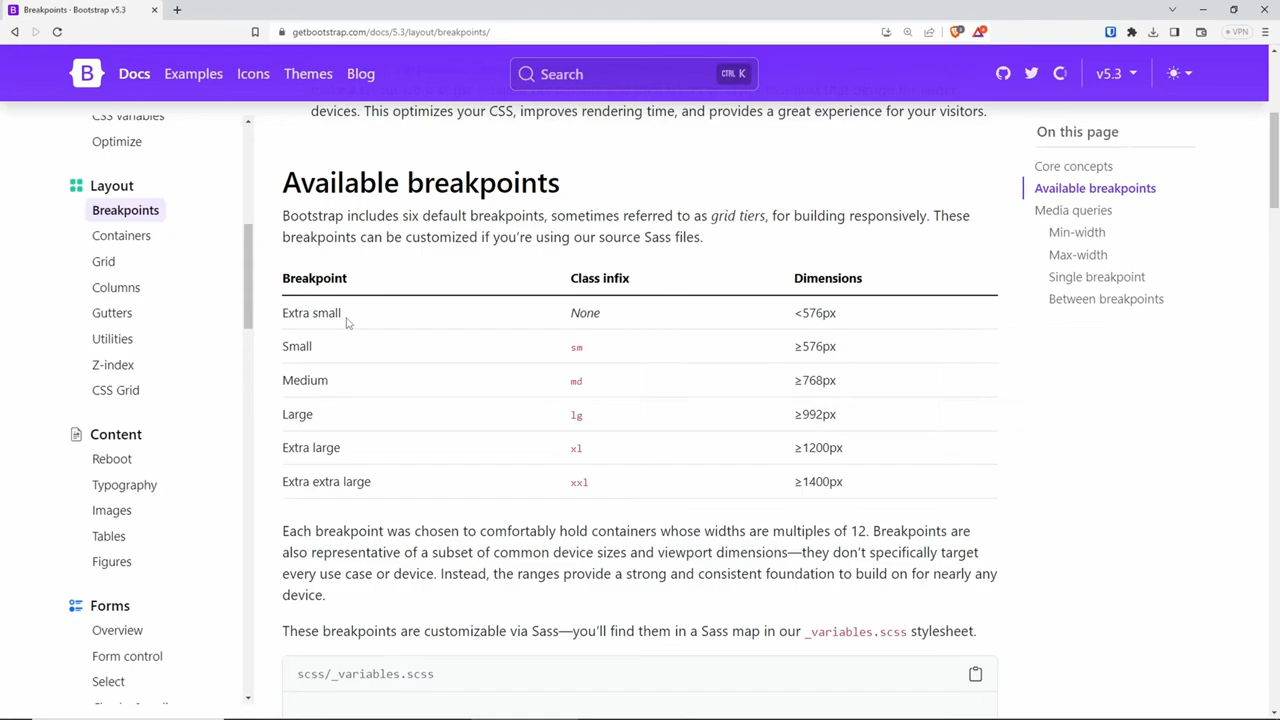 Breakpoints · Bootstrap v5.3
getbootstrap.com/docs/5.3/layout/breakpoints/
VPN
B
Docs
Examples
Icons
Themes
Blog
Search
CTRL K
v5.3
CSS variables
Optimize
Layout
Breakpoints
Containers
Grid
Columns
Gutters
Utilities
Z-index
CSS Grid
Content
Reboot
Typography
Images
Tables
Figures
Forms
Overview
Form control
Select
devices. This optimizes your CSS, improves rendering time, and provides a great experience for your visitors.
Available breakpoints
Bootstrap includes six default breakpoints, sometimes referred to as grid tiers, for building responsively. These
breakpoints can be customized if you're using our source Sass files.
Breakpoint Class infix Dimensions
Extra small None <576px
Small sm ≥576px
Medium md ≥768px
Large lg ≥992px
Extra large xl ≥1200px
Extra extra large xxl ≥1400px
Each breakpoint was chosen to comfortably hold containers whose widths are multiples of 12. Breakpoints are
also representative of a subset of common device sizes and viewport dimensions—they don't specifically target
every use case or device. Instead, the ranges provide a strong and consistent foundation to build on for nearly any
device.
These breakpoints are customizable via Sass—you'll find them in a Sass map in our _variables.scss stylesheet.
scss/_variables.scss
On this page
Core concepts
Available breakpoints
Media queries
Min-width
Max-width
Single breakpoint
Between breakpoints